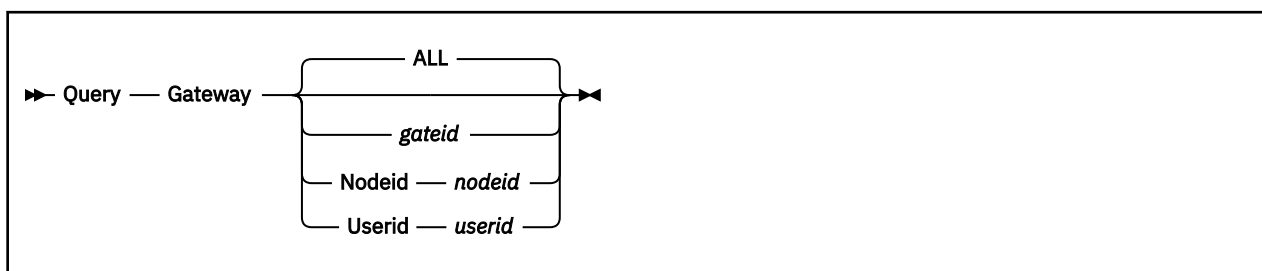 ALL
Query Gateway
gateid
Nodeid nodeid
Userid userid